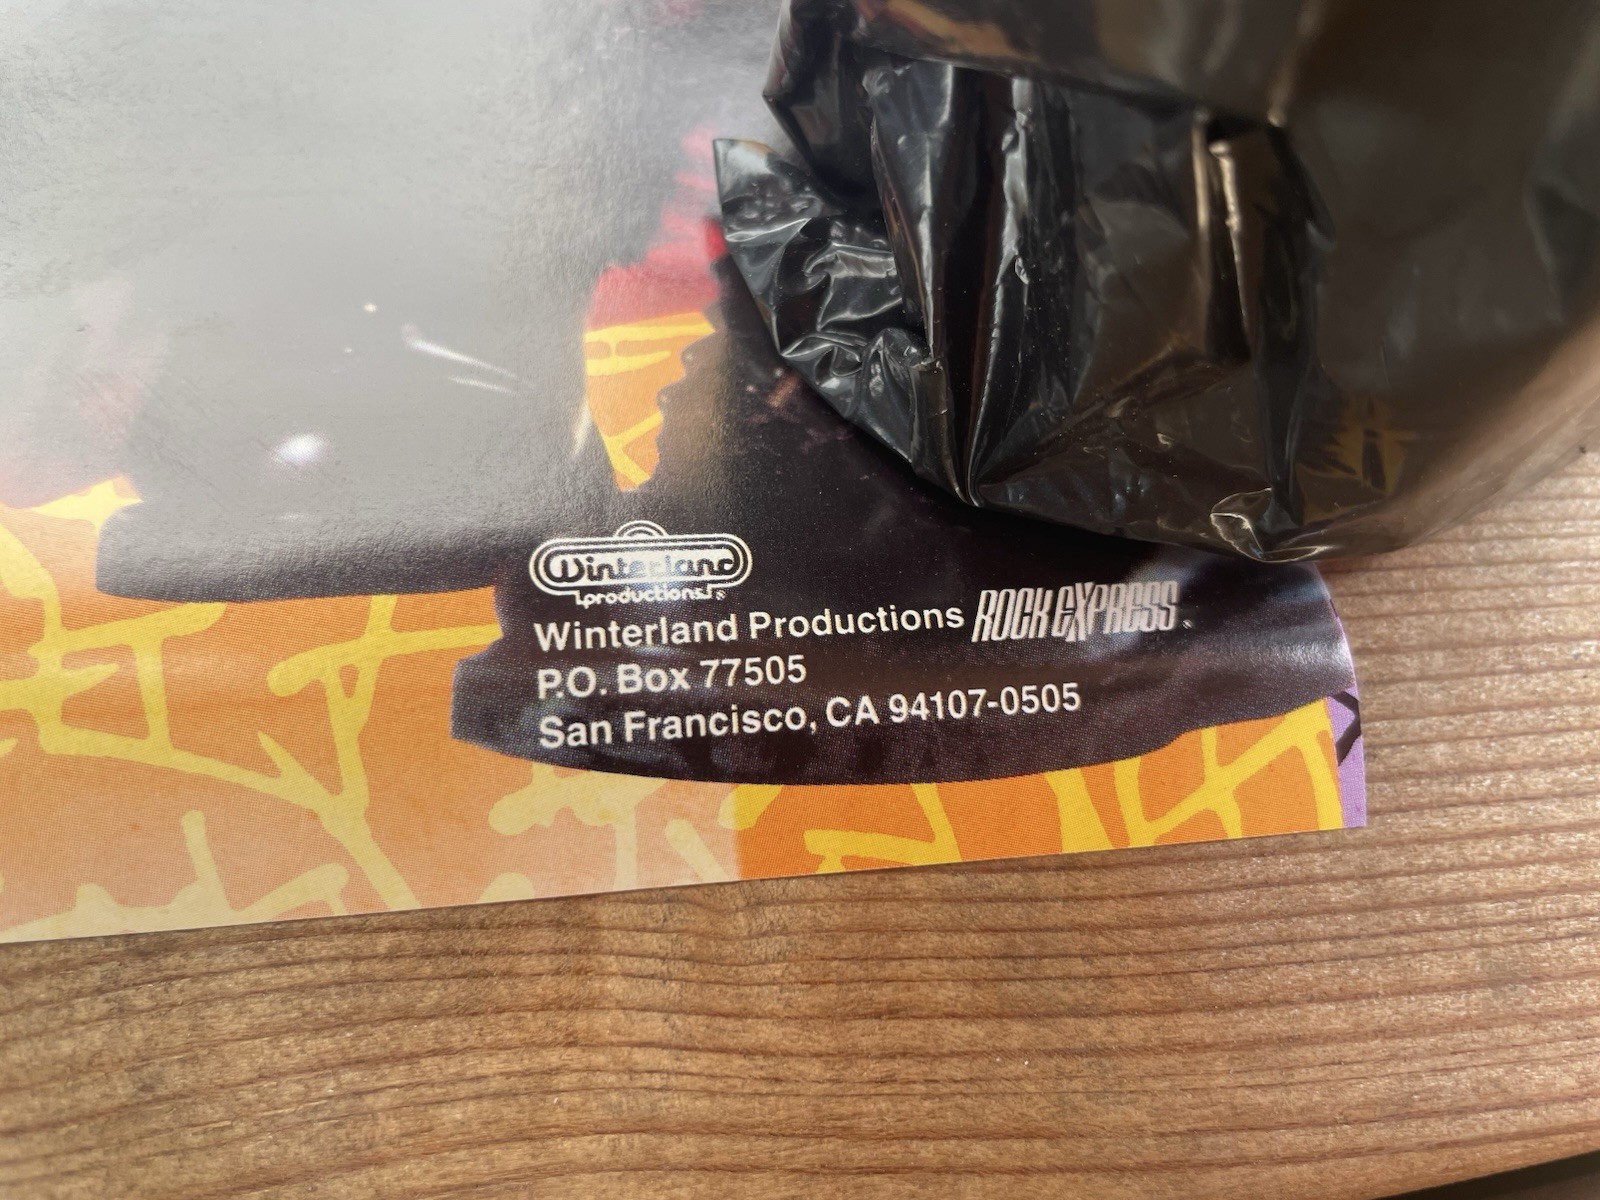 Winterland
productions®
Winterland Productions ROCK EXPRESS®
P.O. Box 77505
San Francisco, CA 94107-0505